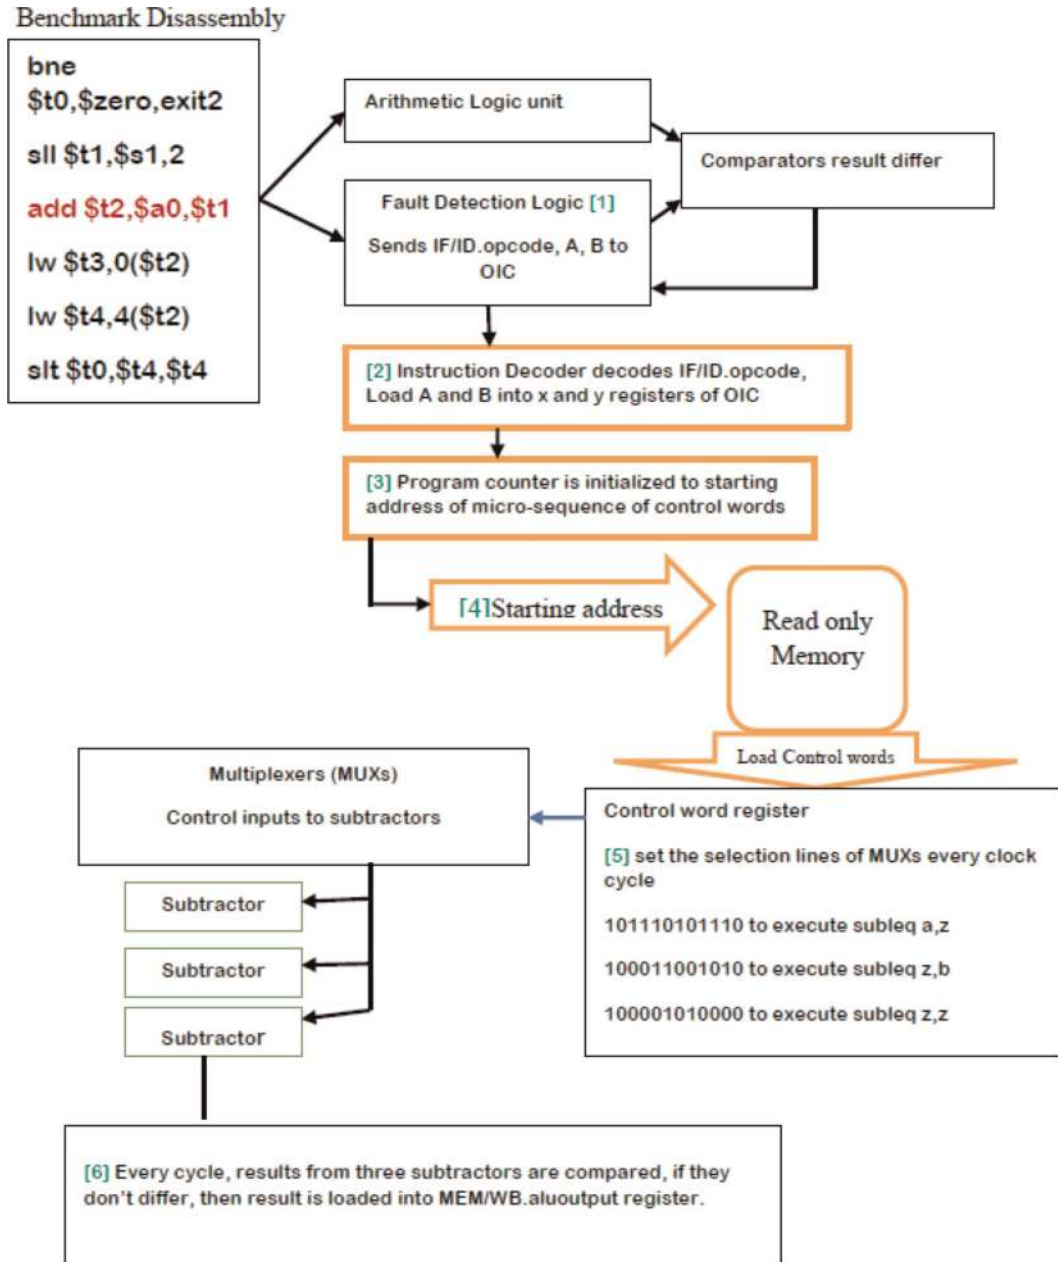 Benchmark Disassembly
bne
$t0,$zero,exit2
sll $t1,$s1,2
add $t2,$a0,$t1
lw $t3,0($t2)
lw $t4,4($t2)
slt $t0,$t4,$t4
Arithmetic Logic unit
Fault Detection Logic [1]
Sends IF/ID.opcode, A, B to
OIC
Comparators result differ
[2] Instruction Decoder decodes IF/ID.opcode,
Load A and B into x and y registers of OIC
[3] Program counter is initialized to starting
address of micro-sequence of control words
[4]Starting address
Read only
Memory
Load Control words
Control word register
[5] set the selection lines of MUXs every clock
cycle
101110101110 to execute subleq a,z
100011001010 to execute subleq z,b
100001010000 to execute subleq z,z
Multiplexers (MUXs)
Control inputs to subtractors
Subtractor
Subtractor
Subtractor
[6] Every cycle, results from three subtractors are compared, if they
don't differ, then result is loaded into MEM/WB.aluoutput register.